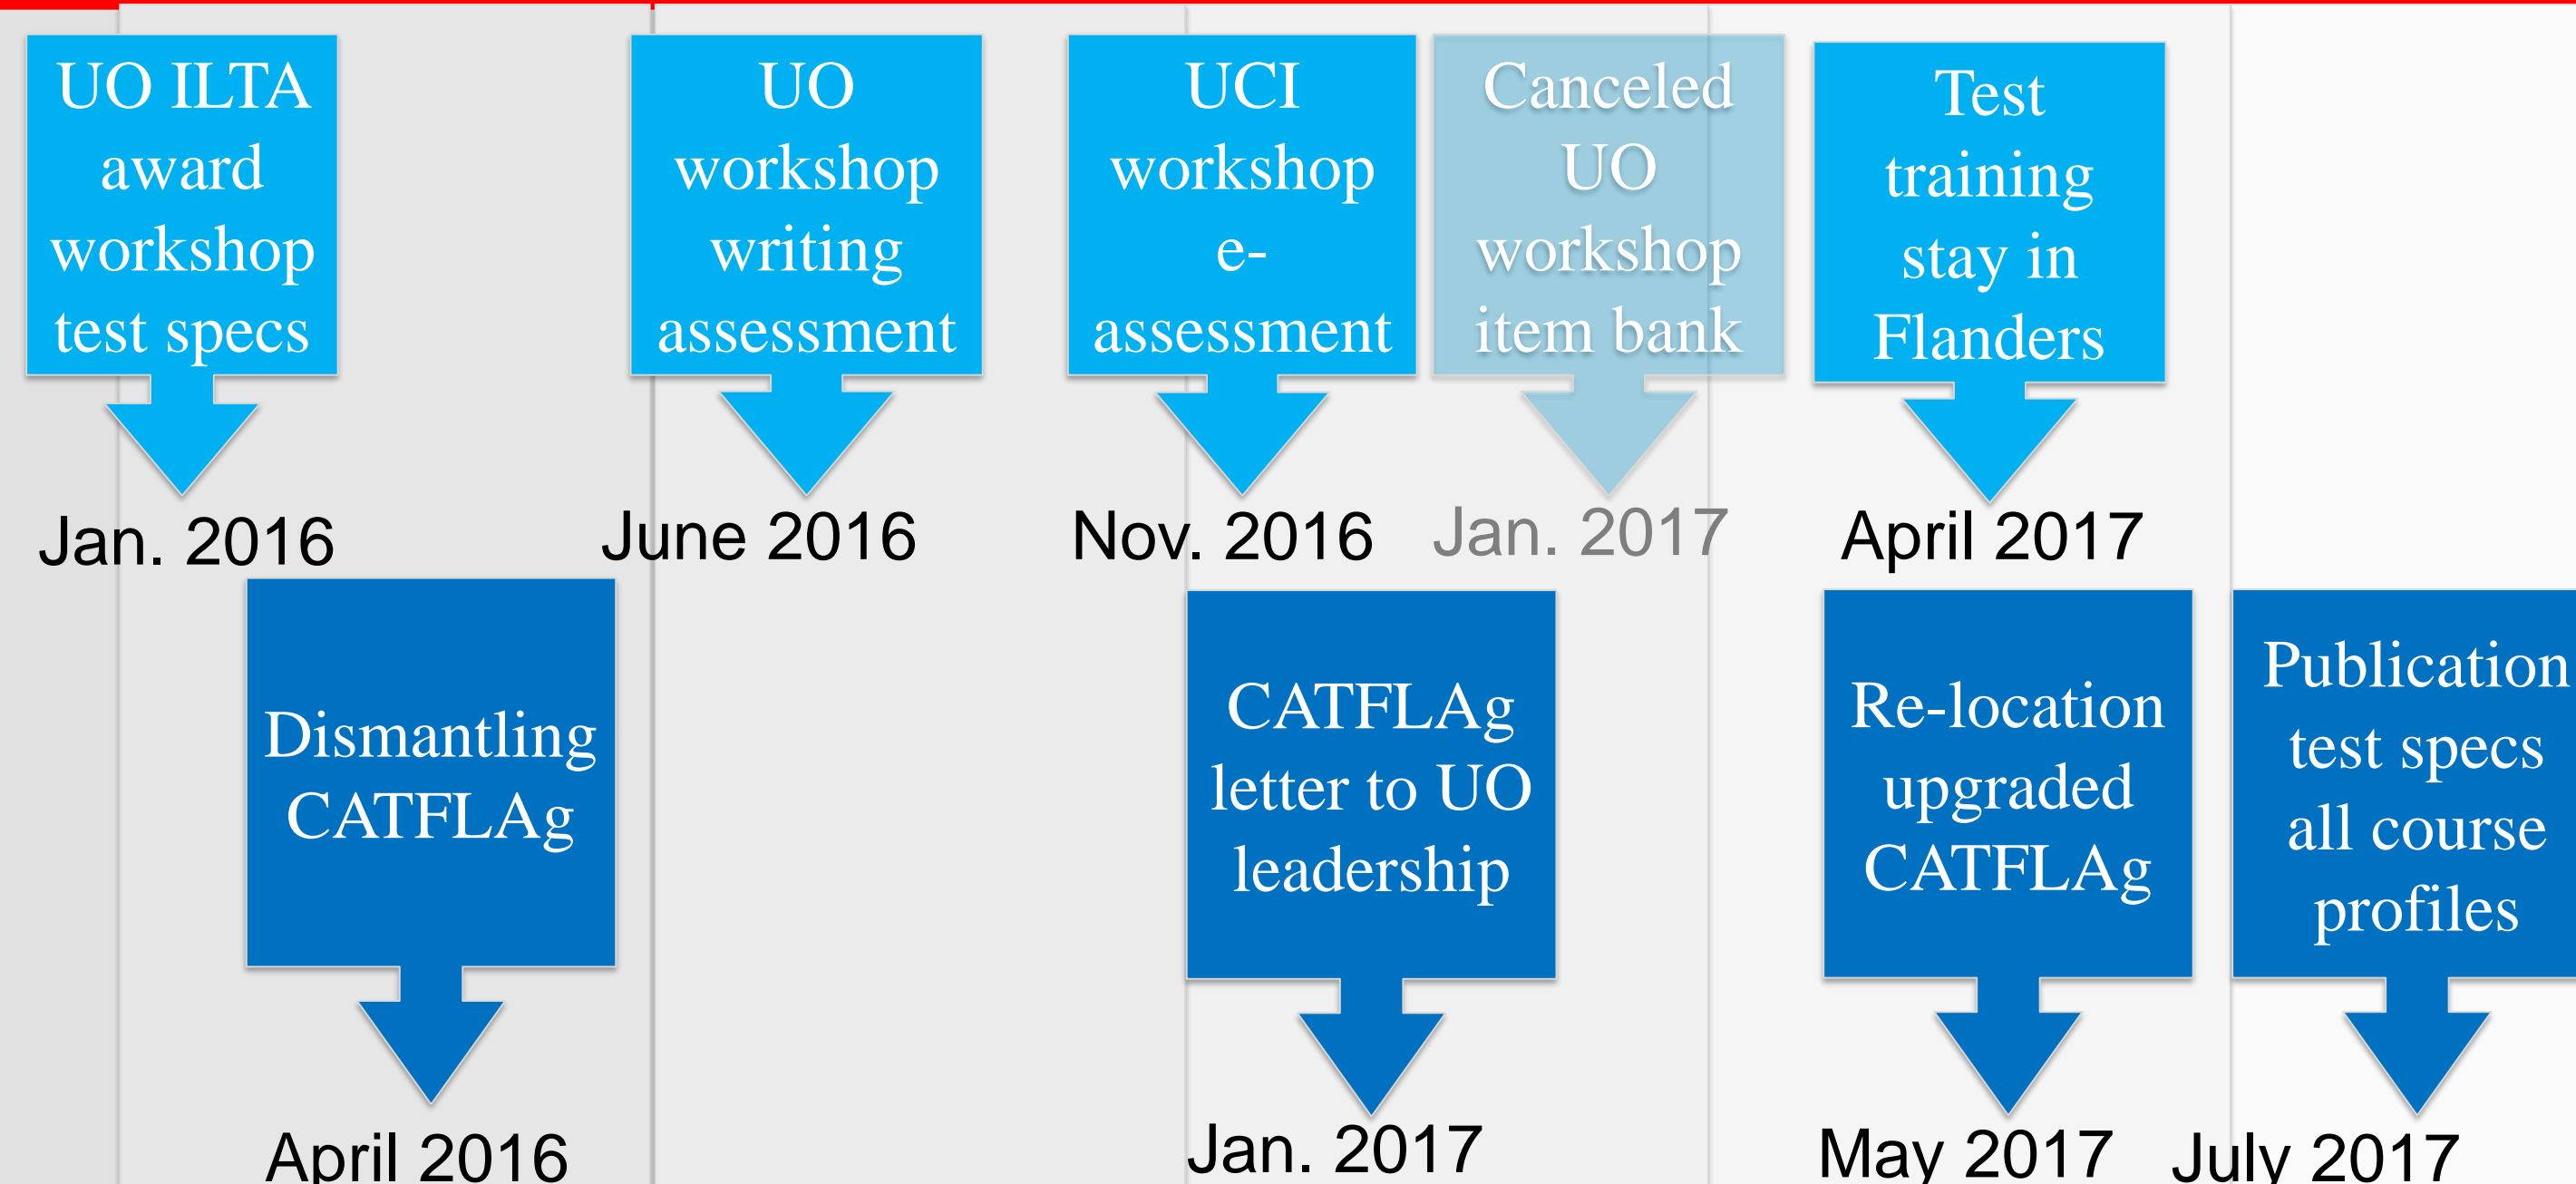 UO ILTA
award
workshop
test specs
Jan. 2016
UO
workshop
writing
assessment
June 2016
UCI
workshop
e-
assessment
Nov. 2016
Canceled
UO
workshop
item bank
Jan. 2017
Test
training
stay in
Flanders
April 2017
Dismantling
CATFLAg
April 2016
CATFLAg
letter to UO
leadership
Jan. 2017
Re-location
upgraded
CATFLAg
May 2017
Publication
test specs
all course
profiles
July 2017